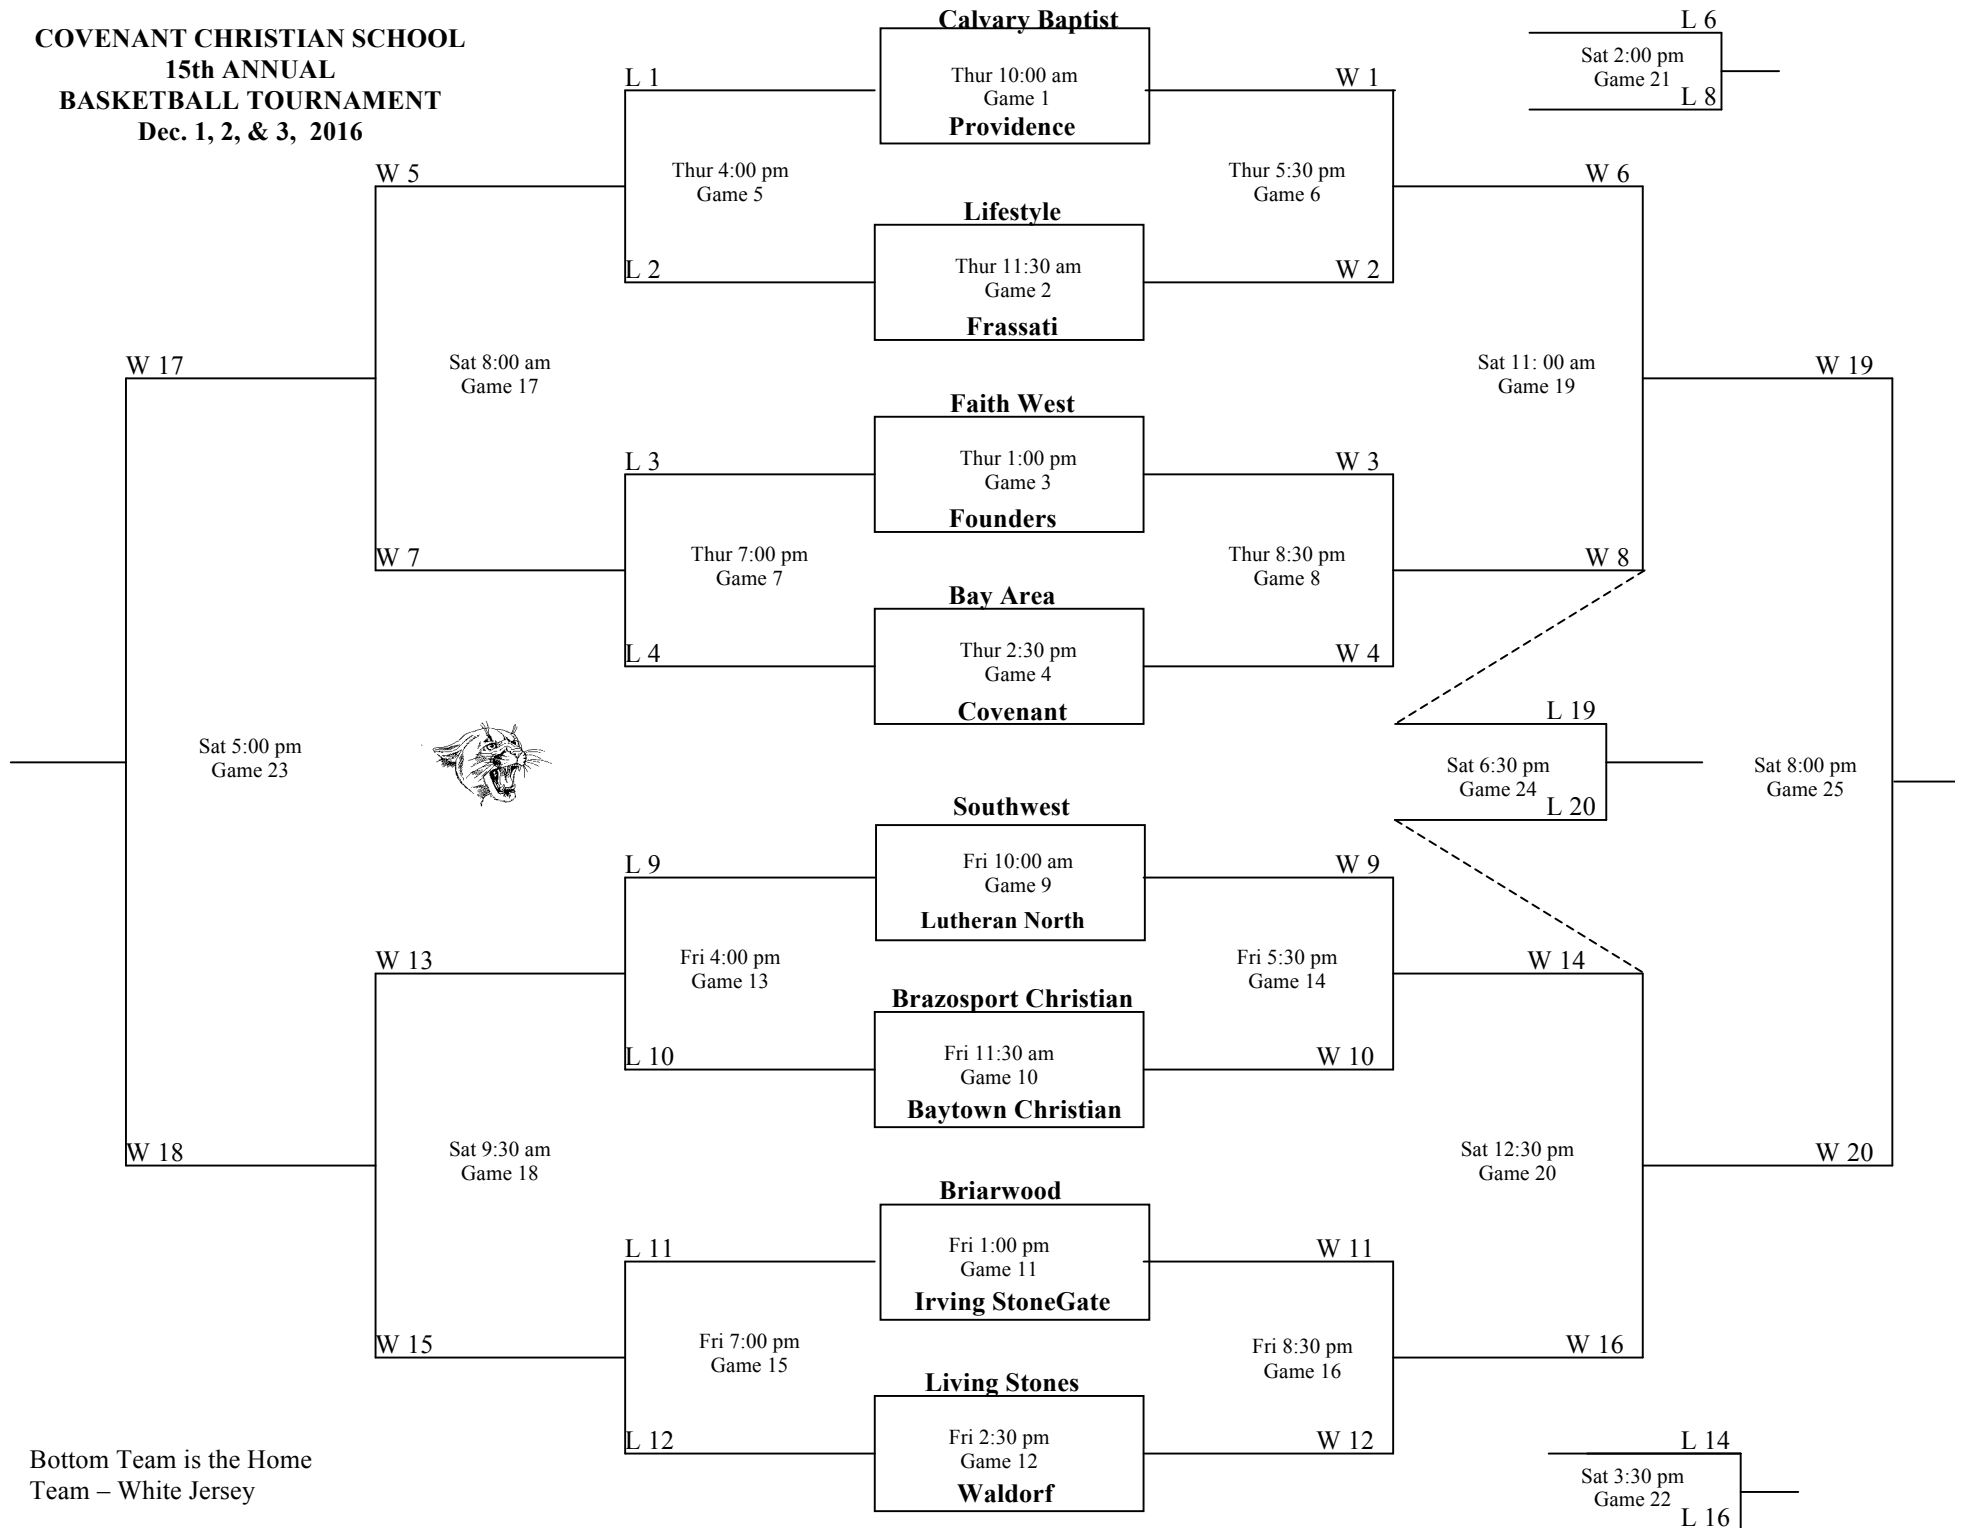 COVENANT CHRISTIAN SCHOOL
15th ANNUAL
BASKETBALL TOURNAMENT
Dec. 1, 2, & 3, 2016
Calvary Baptist
Thur 10:00 am
Game 1
Providence
L 1
W 1
L 6
Sat 2:00 pm
Game 21
L 8
W 5
Thur 4:00 pm
Game 5
Thur 5:30 pm
Game 6
W 6
Lifestyle
L 2
Thur 11:30 am
Game 2
W 2
Frassati
W 17
Sat 8:00 am
Game 17
Sat 11: 00 am
Game 19
W 19
Faith West
L 3
Thur 1:00 pm
Game 3
W 3
Founders
W 7
Thur 7:00 pm
Game 7
Thur 8:30 pm
Game 8
W 8
Bay Area
L 4
Thur 2:30 pm
Game 4
W 4
Covenant
L 19
Sat 5:00 pm
Game 23
Sat 6:30 pm
Game 24
L 20
Sat 8:00 pm
Game 25
Southwest
L 9
Fri 10:00 am
Game 9
W 9
Lutheran North
W 13
Fri 4:00 pm
Game 13
Fri 5:30 pm
Game 14
W 14
Brazosport Christian
L 10
Fri 11:30 am
Game 10
W 10
Baytown Christian
W 18
Sat 9:30 am
Game 18
Sat 12:30 pm
Game 20
W 20
Briarwood
L 11
Fri 1:00 pm
Game 11
W 11
Irving StoneGate
W 15
Fri 7:00 pm
Game 15
Fri 8:30 pm
Game 16
W 16
Living Stones
L 12
Fri 2:30 pm
Game 12
W 12
Waldorf
L 14
Sat 3:30 pm
Game 22
L 16
Bottom Team is the Home
Team – White Jersey